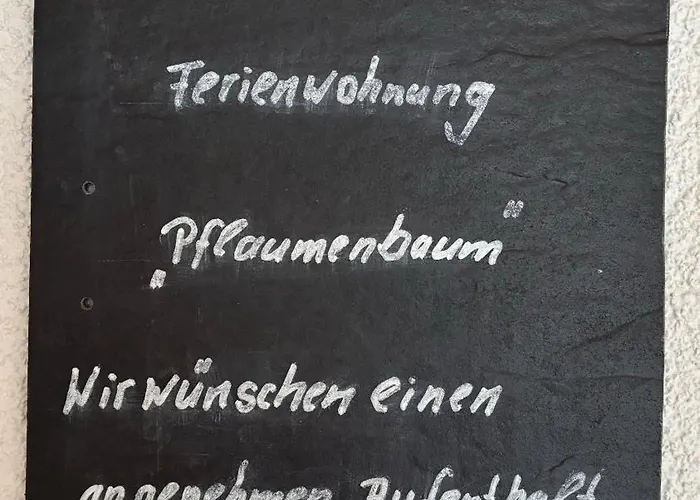 Ferienwohnung
„Pflaumenbaum“
Wir wünschen einen
angenehmen Aufenthalt